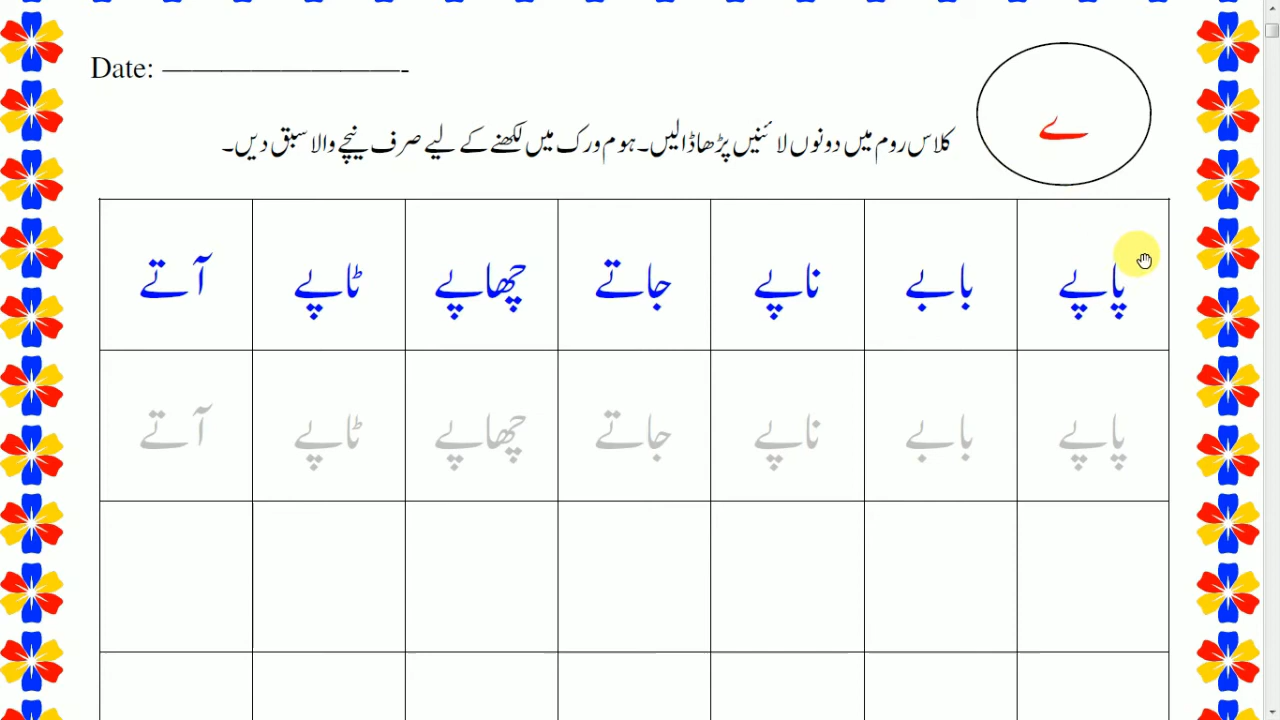 Date: ————————-
ے
کلاس روم میں دونوں لائنیں پڑھا ڈالیں۔ ہوم ورک میں لکھنے کے لیے صرف نیچے والا سبق دیں۔
پاپے بابے ناپے جاتے چھاپے ٹاپے آتے
پاپے بابے ناپے جاتے چھاپے ٹاپے آتے